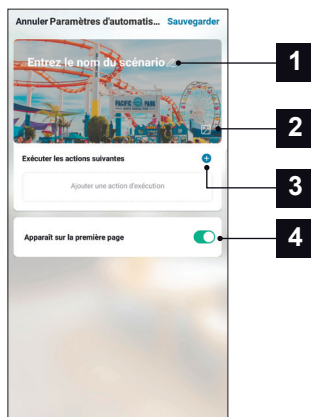 Annuler Paramètres d'automatis... Sauvegarder
Entrez le nom du scénario
PACIFIC PARK
Exécuter les actions suivantes
Ajouter une action d'exécution
Apparaît sur la première page
1
2
3
4